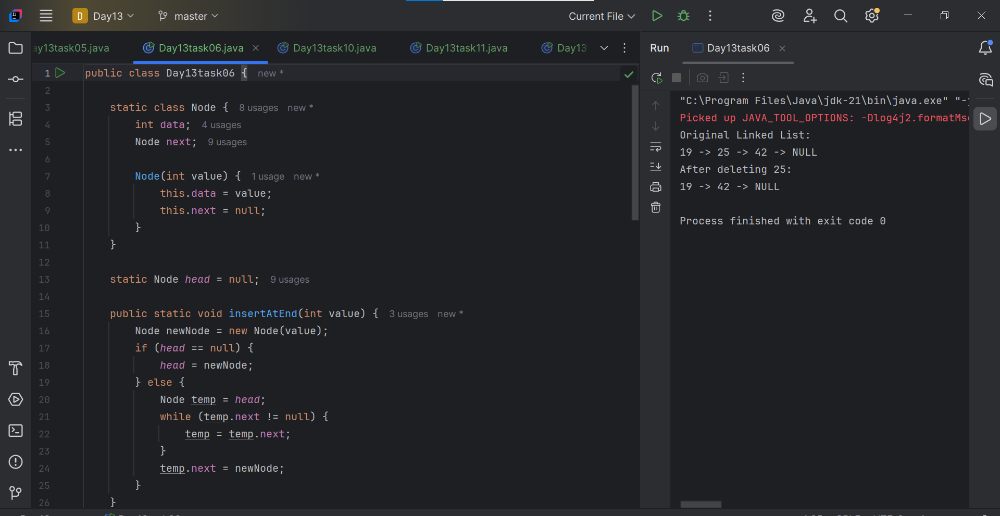 D Day13 master Current File
ay13task05.java Day13task06.java Day13task10.java Day13task11.java Day13
Run Day13task06
1 public class Day13task06 { new *
2
3 static class Node { 8 usages new *
4 int data; 4 usages
5 Node next; 9 usages
6
7 Node(int value) { 1 usage new *
8 this.data = value;
9 this.next = null;
10 }
11 }
12
13 static Node head = null; 9 usages
14
15 public static void insertAtEnd(int value) { 3 usages new *
16 Node newNode = new Node(value);
17 if (head == null) {
18 head = newNode;
19 } else {
20 Node temp = head;
21 while (temp.next != null) {
22 temp = temp.next;
23 }
24 temp.next = newNode;
25 }
26 }
"C:\Program Files\Java\jdk-21\bin\java.exe" "-
Picked up JAVA_TOOL_OPTIONS: -Dlog4j2.formatMs
Original Linked List:
19 -> 25 -> 42 -> NULL
After deleting 25:
19 -> 42 -> NULL
Process finished with exit code 0